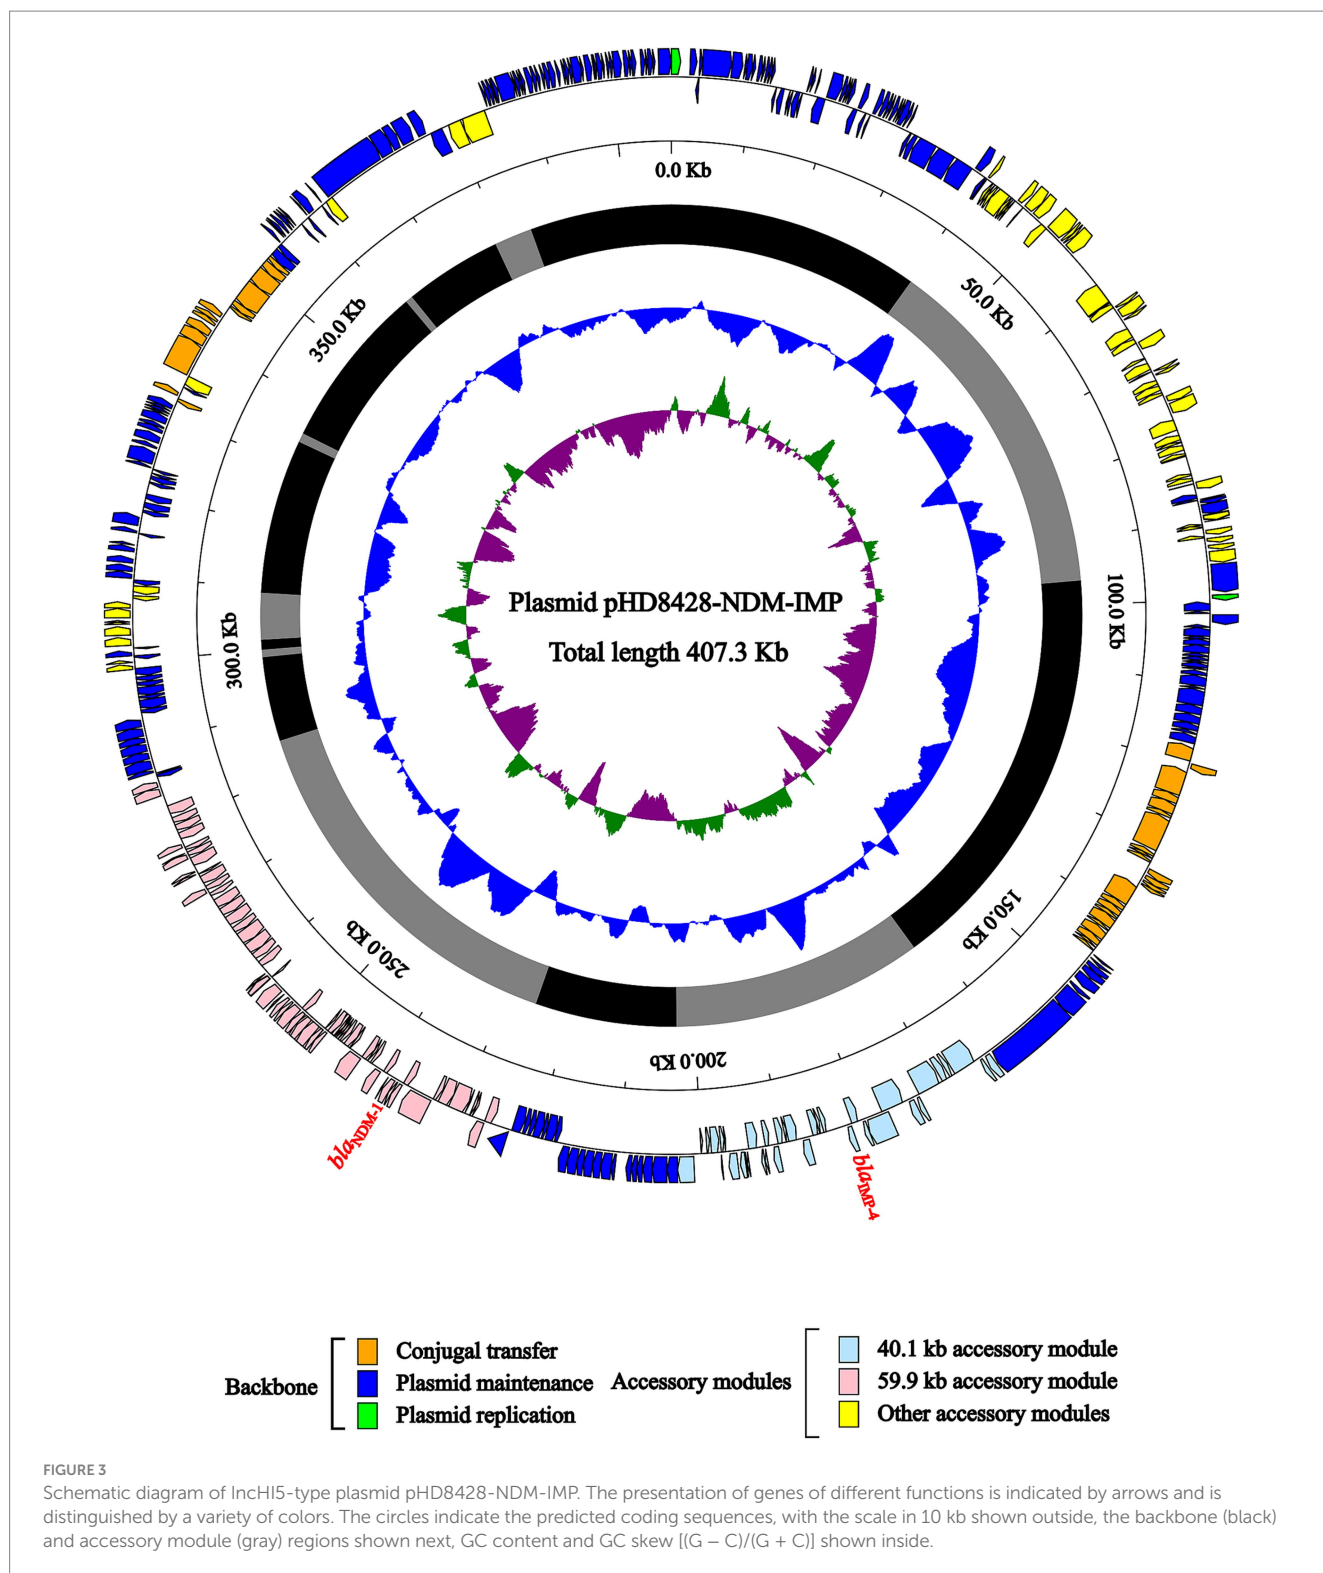 0.0 Kb
50.0 Kb
100.0 Kb
150.0 Kb
200.0 Kb
250.0 Kb
300.0 Kb
350.0 Kb
Plasmid pHD8428-NDM-IMP
Total length 407.3 Kb
blaNDM-1
blaIMP-4
Backbone
Conjugal transfer
Plasmid maintenance
Plasmid replication
Accessory modules
40.1 kb accessory module
59.9 kb accessory module
Other accessory modules
FIGURE 3
Schematic diagram of IncHI5-type plasmid pHD8428-NDM-IMP. The presentation of genes of different functions is indicated by arrows and is
distinguished by a variety of colors. The circles indicate the predicted coding sequences, with the scale in 10 kb shown outside, the backbone (black)
and accessory module (gray) regions shown next, GC content and GC skew [(G − C)/(G + C)] shown inside.